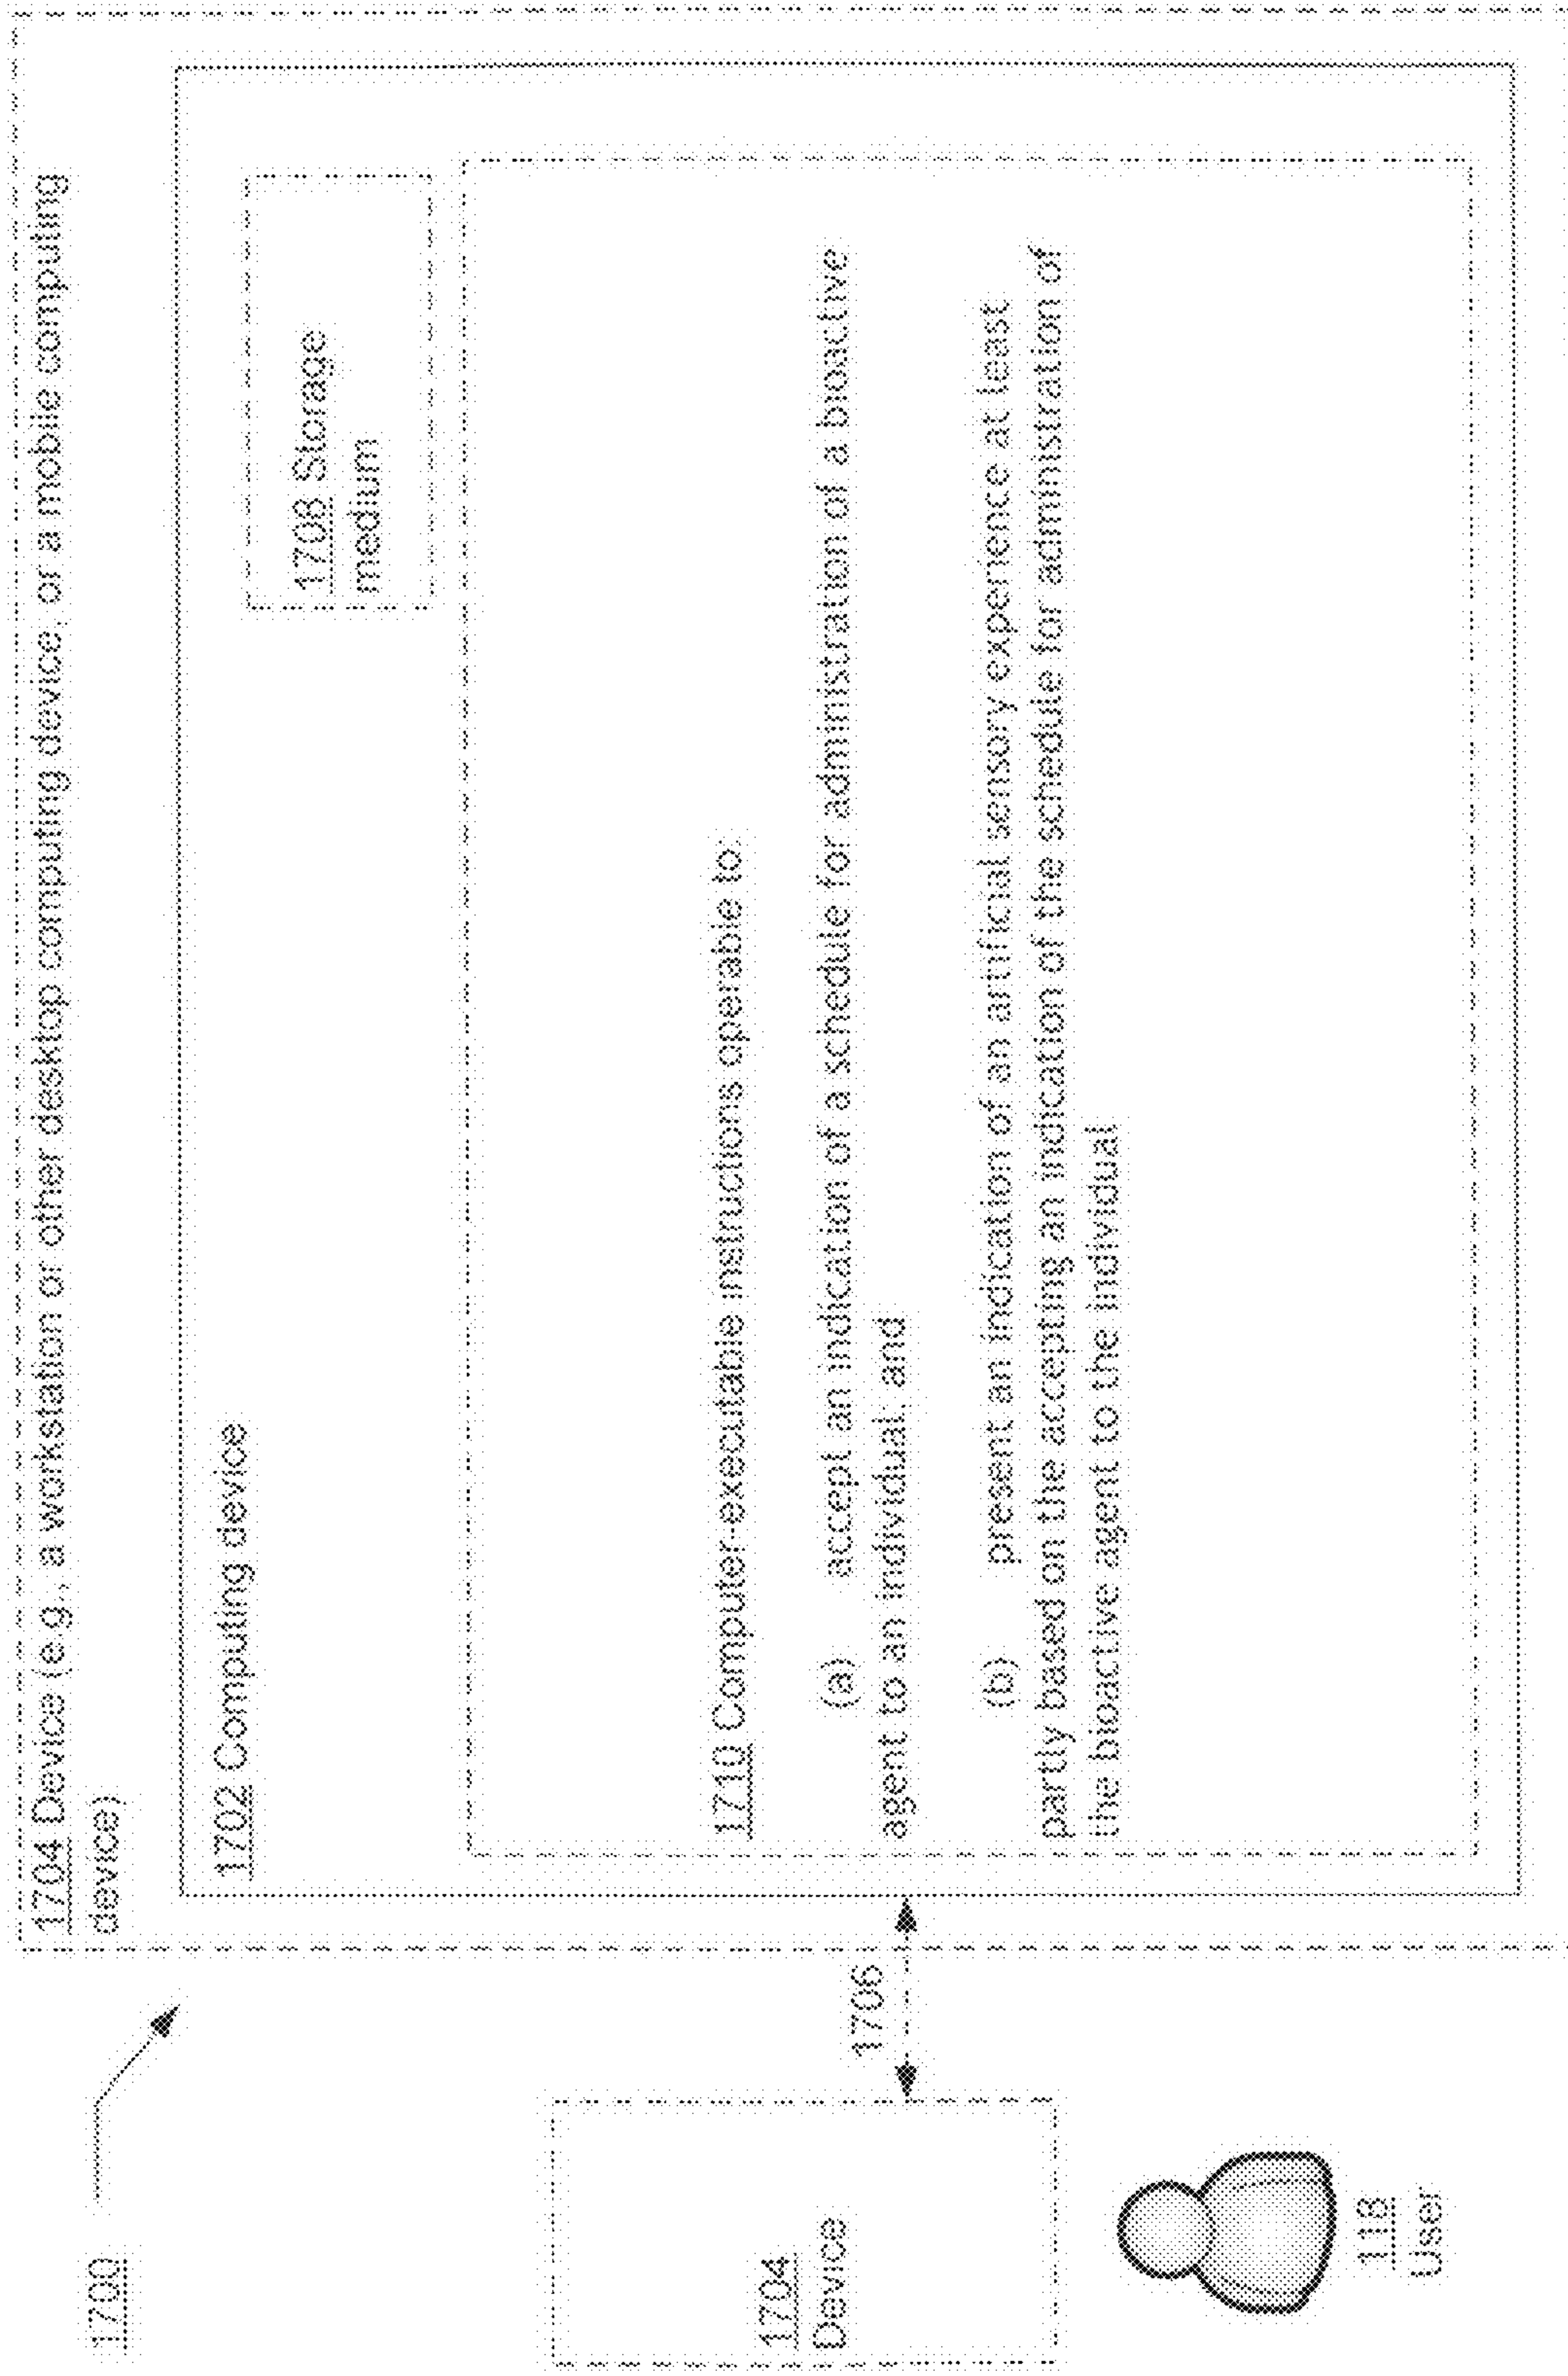 1700
1704 Device (e.g., a workstation or other desktop computing device, or a mobile computing
device)
1702 Computing device
1708 Storage
medium
1710 Computer-executable instructions operable to:
(a) accept an indication of a schedule for administration of a bioactive
agent to an individual; and
(b) present an indication of an artificial sensory experience at least
partly based on the accepting an indication of the schedule for administration of
the bioactive agent to the individual
1706
1704
Device
118
User